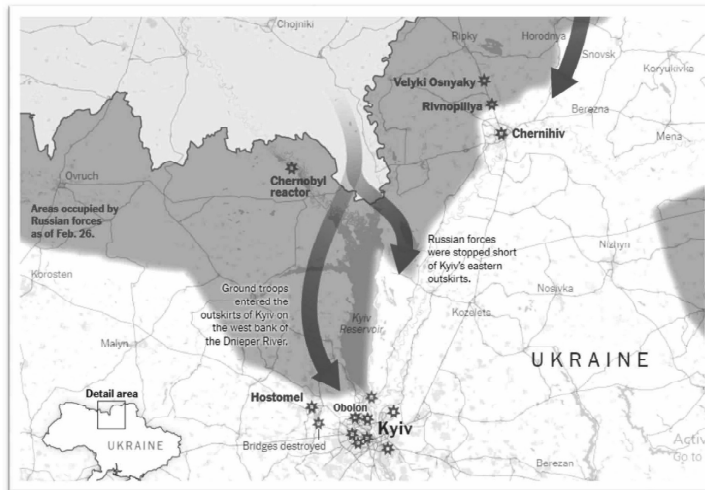 Chojniki
Ripky
Horodnya
Snovsk
Koryukivka
Velyki Osnyaky
Rivnopillya
Berezna
Chernihiv
Mena
Ovruch
Chernobyl
reactor
Areas occupied by
Russian forces
as of Feb. 26.
Russian forces
were stopped short
of Kyiv's eastern
outskirts.
Nizhyn
Korosten
Ground troops
entered the
outskirts of Kyiv on
the west bank of
the Dnieper River.
Nosivka
Kyiv
Reservoir
Kozelets
Malyn
UKRAINE
Detail area
Hostomel
Obolon
Kyiv
UKRAINE
Bridges destroyed
Berezan
Activ
Go to